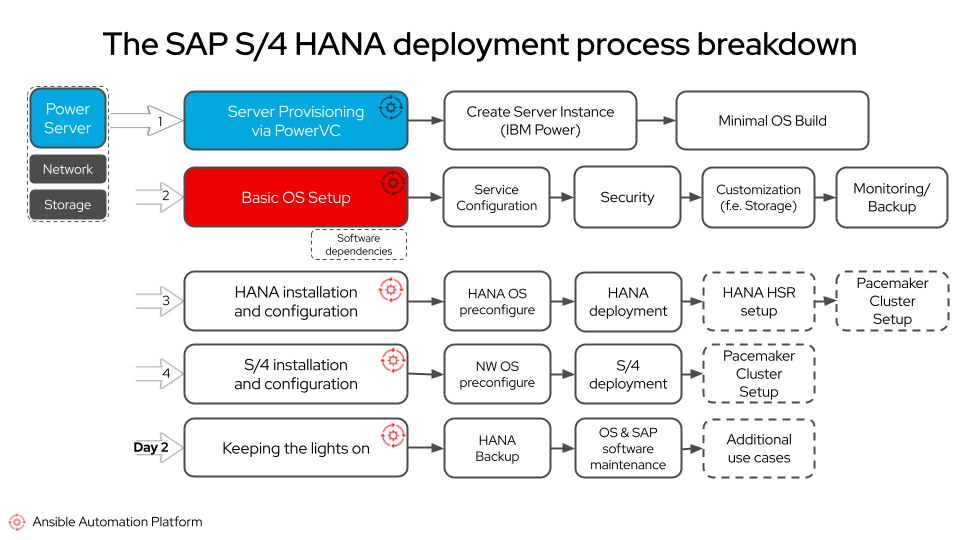 The SAP S/4 HANA deployment process breakdown
Power
Server
Network
Storage
1
Server Provisioning
via PowerVC
Create Server Instance
(IBM Power)
Minimal OS Build
2
Basic OS Setup
Software
dependencies
Service
Configuration
Security
Customization
(f.e. Storage)
Monitoring/
Backup
3
HANA installation
and configuration
HANA OS
preconfigure
HANA
deployment
HANA HSR
setup
Pacemaker
Cluster
Setup
4
S/4 installation
and configuration
NW OS
preconfigure
S/4
deployment
Pacemaker
Cluster
Setup
Day 2
Keeping the lights on
HANA
Backup
OS & SAP
software
maintenance
Additional
use cases
Ansible Automation Platform